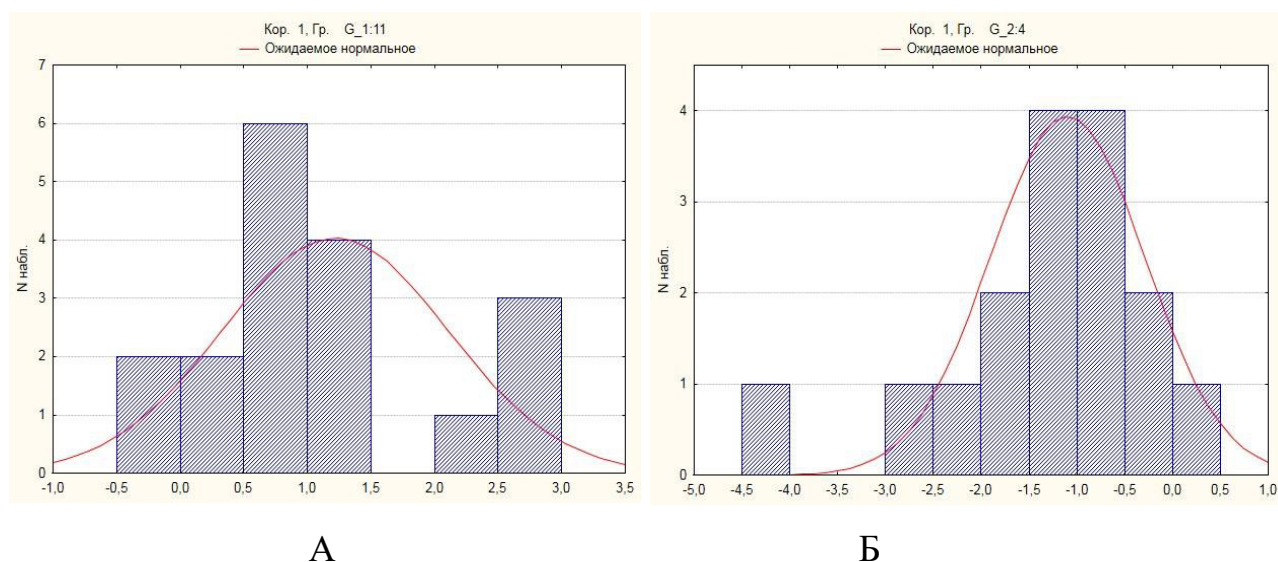 Кор. 1, Гр. G_1:11
Ожидаемое нормальное
N набл.
7
6
5
4
3
2
1
0
-1,0 -0,5 0,0 0,5 1,0 1,5 2,0 2,5 3,0 3,5
А
Кор. 1, Гр. G_2:4
Ожидаемое нормальное
N набл.
4
3
2
1
0
-5,0 -4,5 -4,0 -3,5 -3,0 -2,5 -2,0 -1,5 -1,0 -0,5 0,0 0,5 1,0
Б